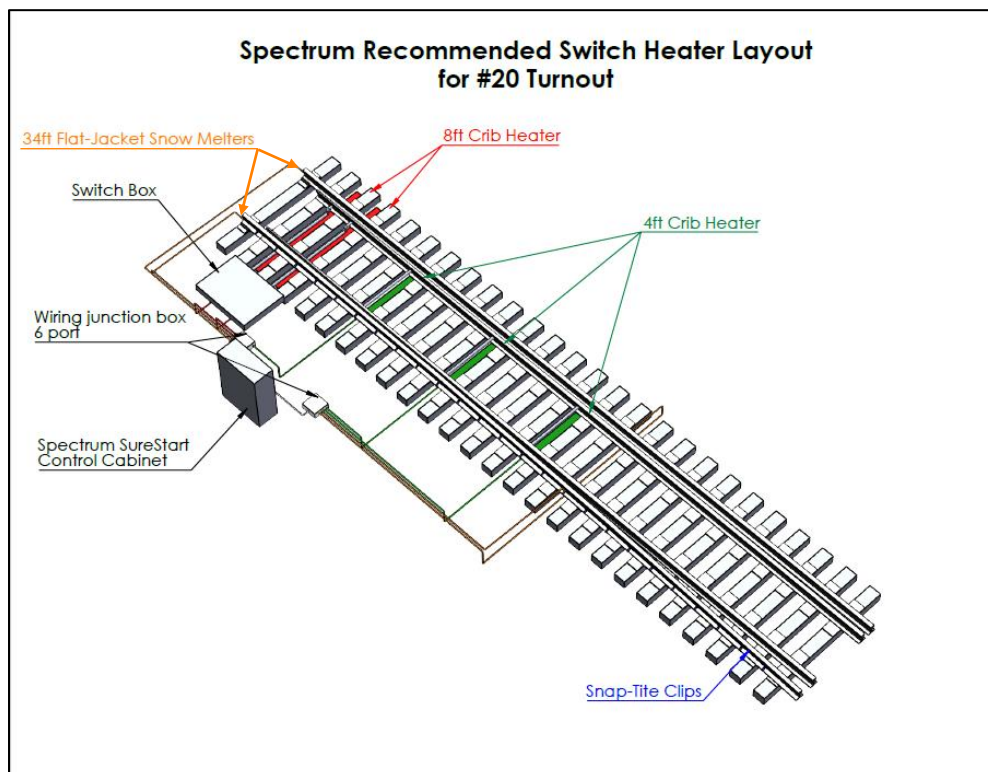 Spectrum Recommended Switch Heater Layout
for #20 Turnout
34ft Flat-Jacket Snow Melters
8ft Crib Heater
Switch Box
4ft Crib Heater
Wiring junction box
6 port
Spectrum SureStart
Control Cabinet
Snap-Tite Clips